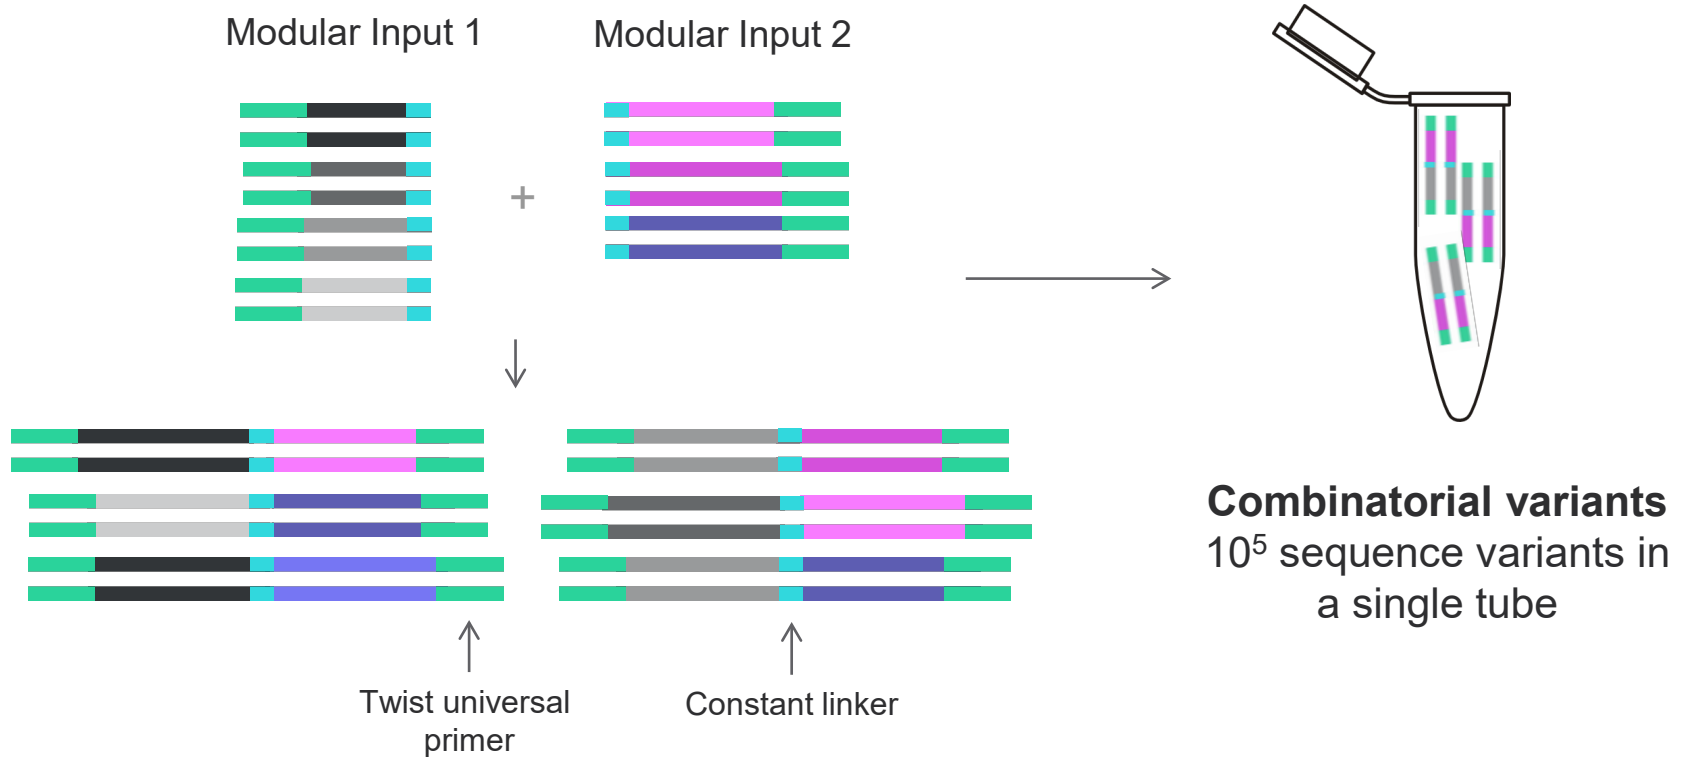 Modular Input 1
Modular Input 2
+
Twist universal
primer
Constant linker
Combinatorial variants
10⁵ sequence variants in
a single tube